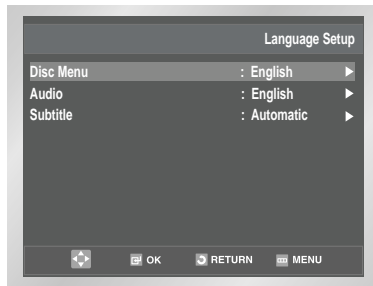 Language Setup
Disc Menu : English
Audio : English
Subtitle : Automatic
OK RETURN MENU